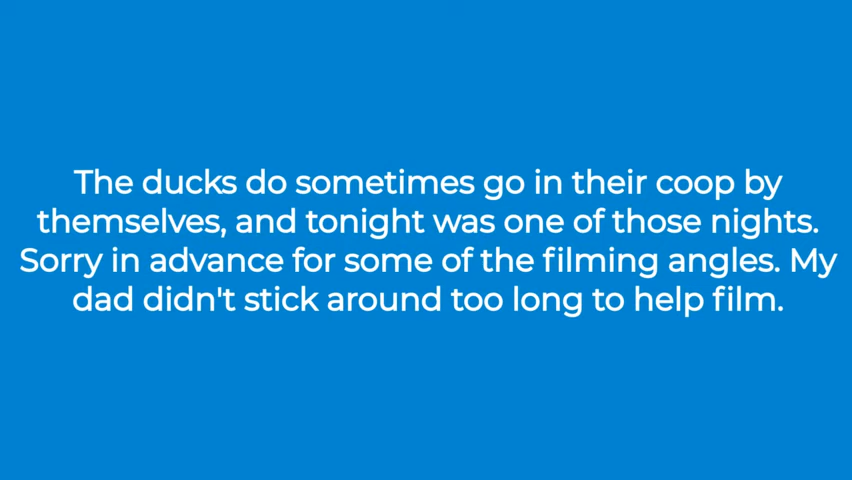 The ducks do sometimes go in their coop by
themselves, and tonight was one of those nights.
Sorry in advance for some of the filming angles. My
dad didn't stick around too long to help film.